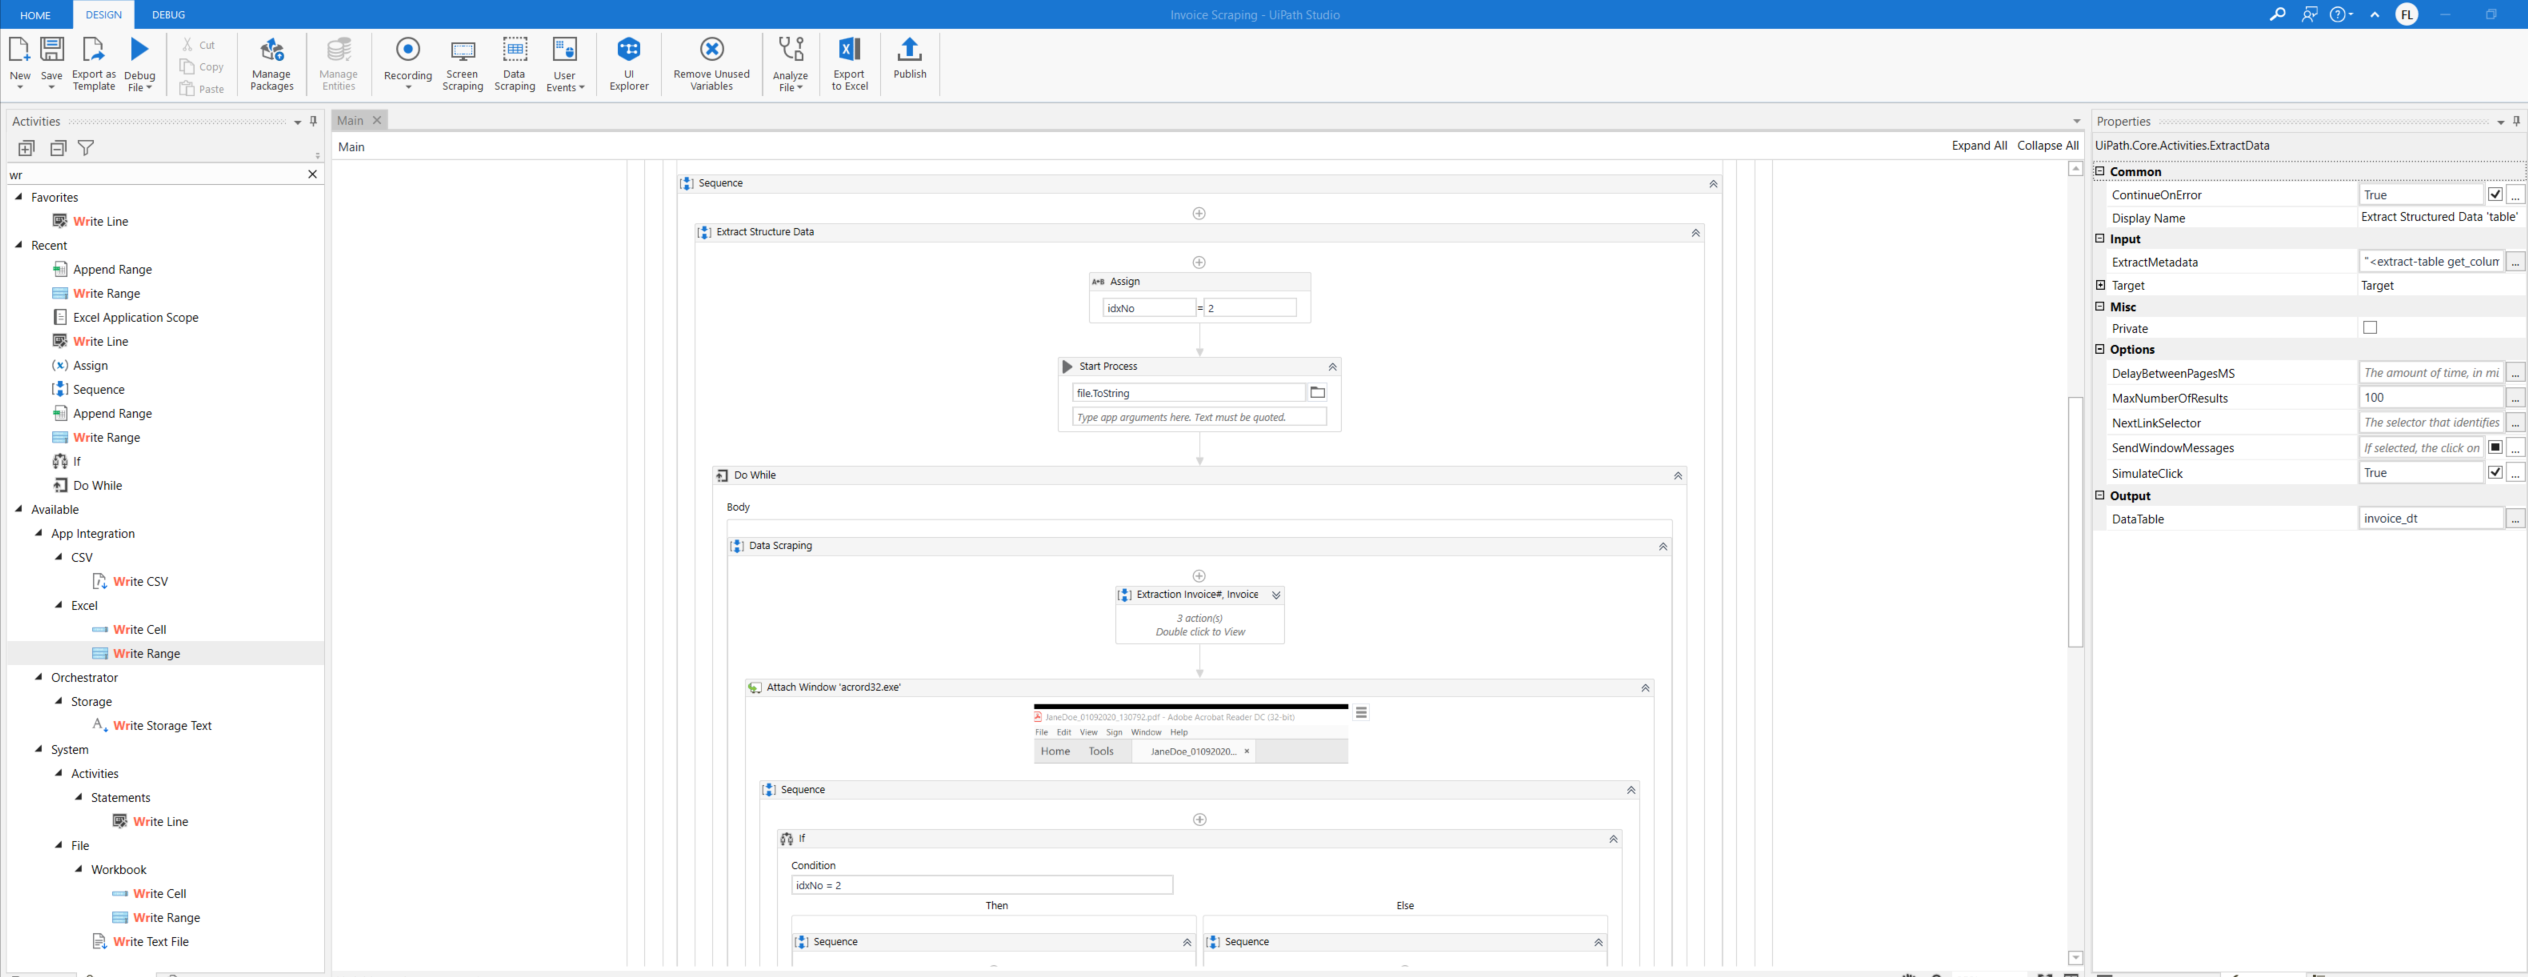 HOME DESIGN DEBUG Invoice Scraping - UiPath Studio FL
New Save Export as Template Debug File Cut Copy Paste Manage Packages Manage Entities Recording Screen Scraping Data Scraping User Events UI Explorer Remove Unused Variables Analyze File Export to Excel Publish
Activities
wr
Favorites
Write Line
Recent
Append Range
Write Range
Excel Application Scope
Write Line
Assign
Sequence
Append Range
Write Range
If
Do While
Available
App Integration
CSV
Write CSV
Excel
Write Cell
Write Range
Orchestrator
Storage
Write Storage Text
System
Activities
Statements
Write Line
File
Workbook
Write Cell
Write Range
Write Text File
Main
Main Expand All Collapse All
Sequence
Extract Structure Data
A+B Assign
idxNo = 2
Start Process
file.ToString
Type app arguments here. Text must be quoted.
Do While
Body
Data Scraping
Extraction Invoice#, Invoice
3 action(s)
Double click to View
Attach Window 'acrord32.exe'
JaneDoe_01092020_130792.pdf - Adobe Acrobat Reader DC (32-bit)
File Edit View Sign Window Help
Home Tools JaneDoe_01092020... ×
Sequence
If
Condition
idxNo = 2
Then Else
Sequence Sequence
Properties
UiPath.Core.Activities.ExtractData
Common
ContinueOnError True ...
Display Name Extract Structured Data 'table'
Input
ExtractMetadata "<extract-table get_colum ...
Target Target
Misc
Private
Options
DelayBetweenPagesMS The amount of time, in mi ...
MaxNumberOfResults 100 ...
NextLinkSelector The selector that identifies ...
SendWindowMessages If selected, the click on ...
SimulateClick True ...
Output
DataTable invoice_dt ...